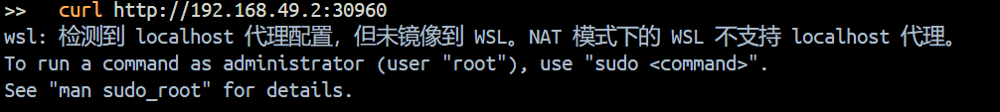 >>   curl http://192.168.49.2:30960
wsl: 检测到 localhost 代理配置，但未镜像到 WSL。NAT 模式下的 WSL 不支持 localhost 代理。
To run a command as administrator (user "root"), use "sudo <command>".
See "man sudo_root" for details.